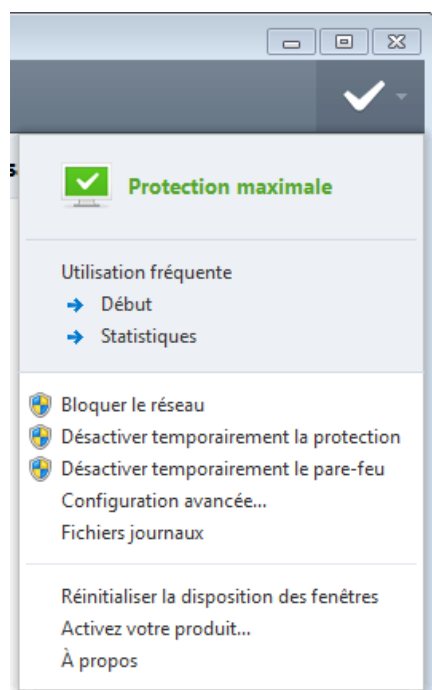 s
Protection maximale
Utilisation fréquente
Début
Statistiques
Bloquer le réseau
Désactiver temporairement la protection
Désactiver temporairement le pare-feu
Configuration avancée...
Fichiers journaux
Réinitialiser la disposition des fenêtres
Activez votre produit...
À propos